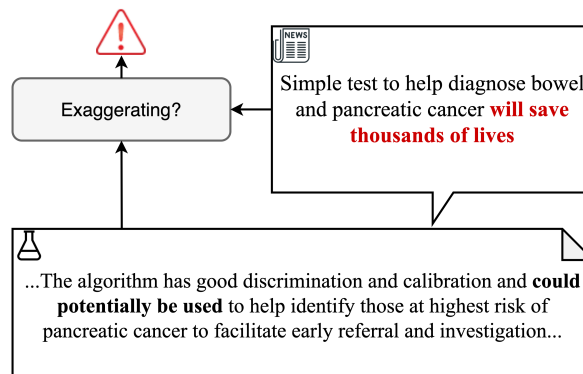 NEWS
Simple test to help diagnose bowel
and pancreatic cancer will save
thousands of lives
Exaggerating?
...The algorithm has good discrimination and calibration and could
potentially be used to help identify those at highest risk of
pancreatic cancer to facilitate early referral and investigation...